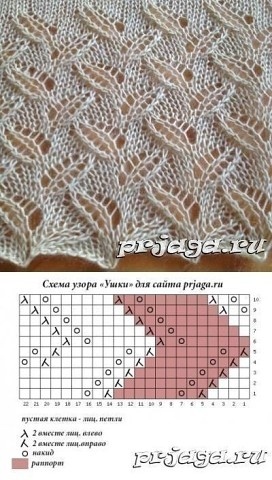 prjaga.ru
Схема узора «Ушки» для сайта prjaga.ru
10
9
8
7
6
5
4
3
2
1
22 21 20 19 18 17 16 15 14 13 12 11 10 9 8 7 6 5 4 3 2 1
пустая клетка - лиц. петли
2 вместе лиц. влево
2 вместе лиц.вправо
накид
раппорт
prjaga.ru